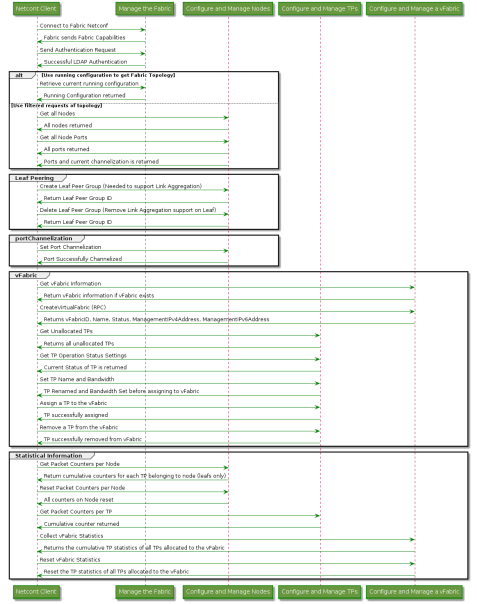 Netconf Client
Manage the Fabric
Configure and Manage Nodes
Configure and Manage TPs
Configure and Manage a vFabric
Connect to Fabric Netconf
Fabric sends Fabric Capabilities
Send Authentication Request
Successful LDAP Authentication
alt
[Use running configuration to get Fabric Topology]
Retrieve current running configuration
Running Configuration returned
[Use filtered requests of topology]
Get all Nodes
All nodes returned
Get all Node Ports
All ports returned
Ports and current channelization is returned
Leaf Peering
Create Leaf Peer Group (Needed to support Link Aggregation)
Return Leaf Peer Group ID
Delete Leaf Peer Group (Remove Link Aggregation support on Leaf)
Return Leaf Peer Group ID
portChannelization
Set Port Channelization
Port Successfully Channelized
vFabric
Get vFabric Information
Return vFabric information if vFabric exists
CreateVirtualFabric (RPC)
Returns vFabricID, Name, Status, ManagementIPv4Address, ManagementIPv6Address
Get Unallocated TPs
Returns all unallocated TPs
Get TP Operation Status Settings
Current Status of TP is returned
Set TP Name and Bandwidth
TP Renamed and Bandwidth Set before assigning to vFabric
Assign a TP to the vFabric
TP successfully assigned
Remove a TP from the vFabric
TP successfully removed from vFabric
Statistical Information
Get Packet Counters per Node
Return cumulative counters for each TP belonging to node (leafs only)
Reset Packet Counters per Node
All counters on Node reset
Get Packet Counters per TP
Cumulative counter returned
Collect vFabric Statistics
Returns the cumulative TP statistics of all TPs allocated to the vFabric
Reset vFabric Statistics
Reset the TP statistics of all TPs allocated to the vFabric
Netconf Client
Manage the Fabric
Configure and Manage Nodes
Configure and Manage TPs
Configure and Manage a vFabric